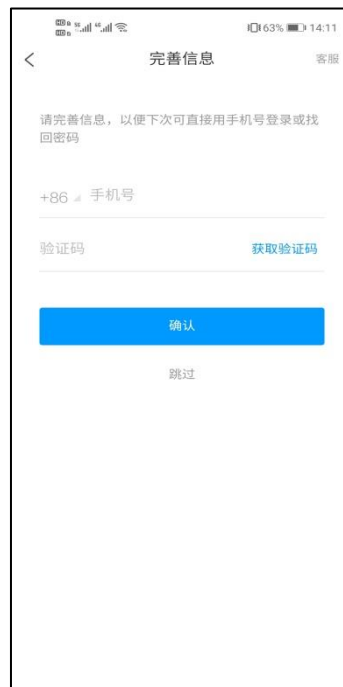 63% 14:11
完善信息
客服
请完善信息，以便下次可直接用手机号登录或找
回密码
+86 手机号
验证码 获取验证码
确认
跳过